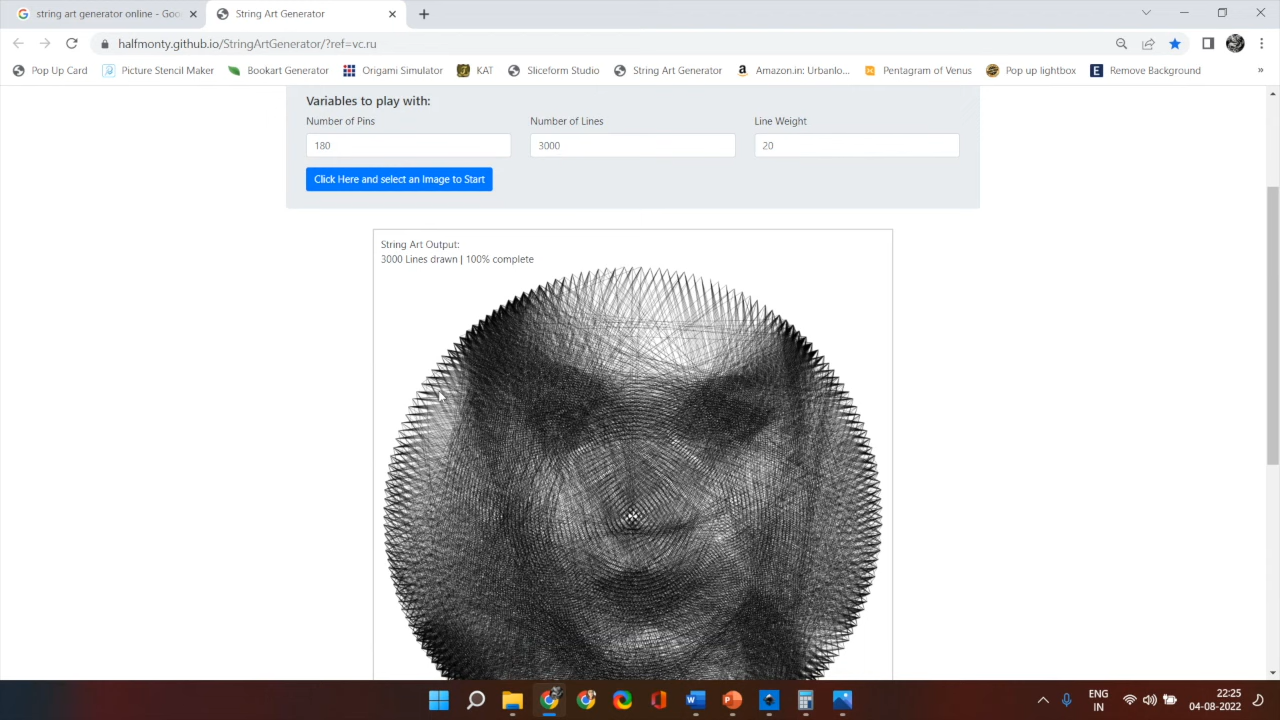 string art generator online - Goo
String Art Generator
halfmonty.github.io/StringArtGenerator/?ref=vc.ru
Pop Up Card
Picture Stencil Maker
Bookart Generator
Origami Simulator
KAT
Sliceform Studio
String Art Generator
Amazon.in: Urbanlo...
Pentagram of Venus
Pop up lightbox
E
Remove Background
»
Variables to play with:
Number of Pins
Number of Lines
Line Weight
180
3000
20
Click Here and select an Image to Start
String Art Output:
3000 Lines drawn | 100% complete
ENG
IN
22:25
04-08-2022